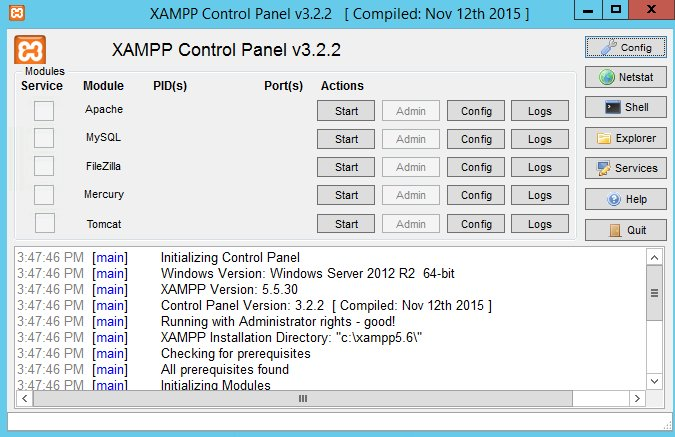 XAMPP Control Panel v3.2.2 [ Compiled: Nov 12th 2015 ]
XAMPP Control Panel v3.2.2
Config
Modules
Service Module PID(s) Port(s) Actions
Netstat
Apache Start Admin Config Logs
Shell
MySQL Start Admin Config Logs
Explorer
FileZilla Start Admin Config Logs
Services
Mercury Start Admin Config Logs
Help
Tomcat Start Admin Config Logs
Quit
3:47:46 PM [main] Initializing Control Panel
3:47:46 PM [main] Windows Version: Windows Server 2012 R2 64-bit
3:47:46 PM [main] XAMPP Version: 5.5.30
3:47:46 PM [main] Control Panel Version: 3.2.2 [ Compiled: Nov 12th 2015 ]
3:47:46 PM [main] Running with Administrator rights - good!
3:47:46 PM [main] XAMPP Installation Directory: "c:\xampp5.6\"
3:47:46 PM [main] Checking for prerequisites
3:47:46 PM [main] All prerequisites found
3:47:46 PM [main] Initializing Modules